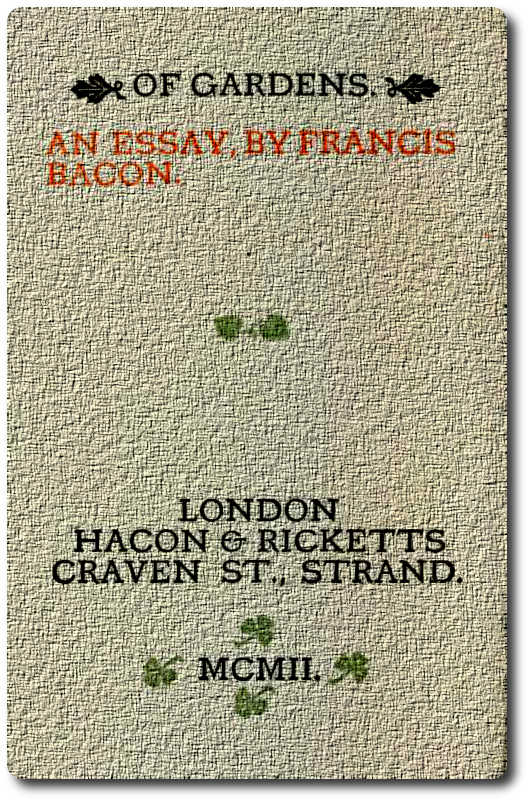 OF GARDENS.
AN ESSAY, BY FRANCIS
BACON.
LONDON
HACON & RICKETTS
CRAVEN ST., STRAND.
MCMII.